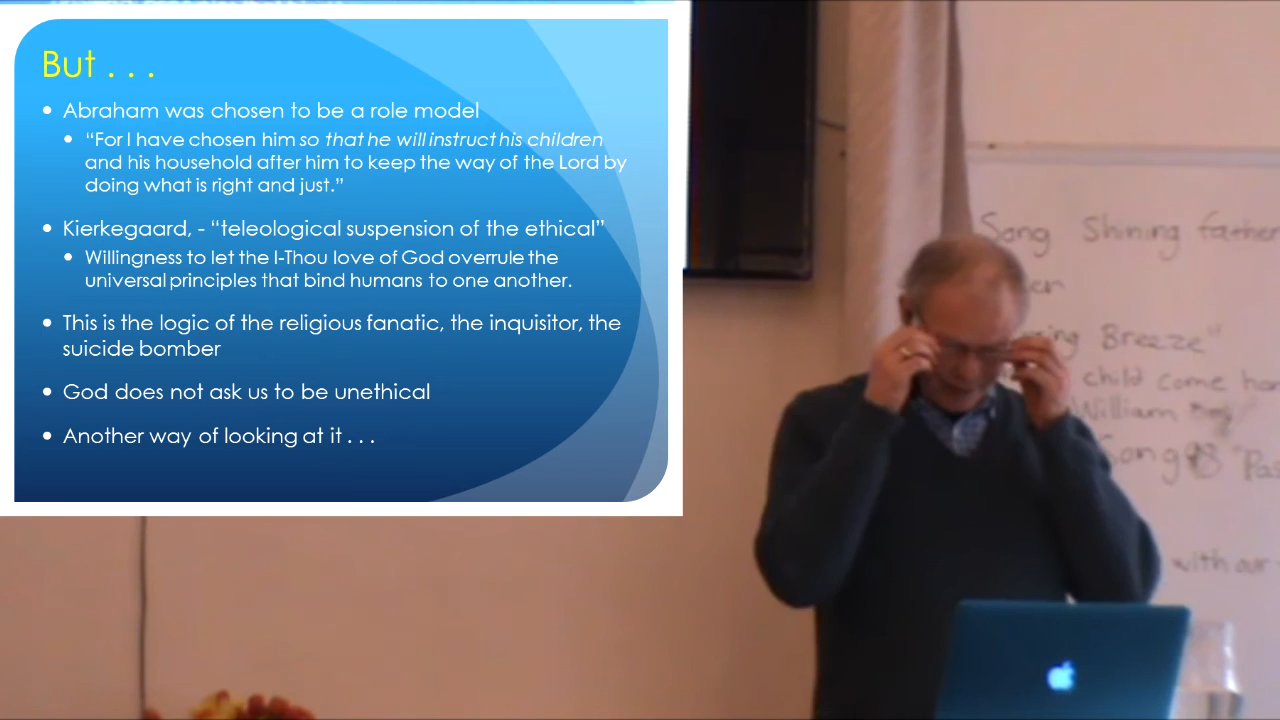 But . . .
• Abraham was chosen to be a role model
• “For I have chosen him so that he will instruct his children
and his household after him to keep the way of the Lord by
doing what is right and just.”
• Kierkegaard, - “teleological suspension of the ethical”
• Willingness to let the I-Thou love of God overrule the
universal principles that bind humans to one another.
• This is the logic of the religious fanatic, the inquisitor, the
suicide bomber
• God does not ask us to be unethical
• Another way of looking at it . . .
Song Shining father
Breeze"
child come
William
Song
with our